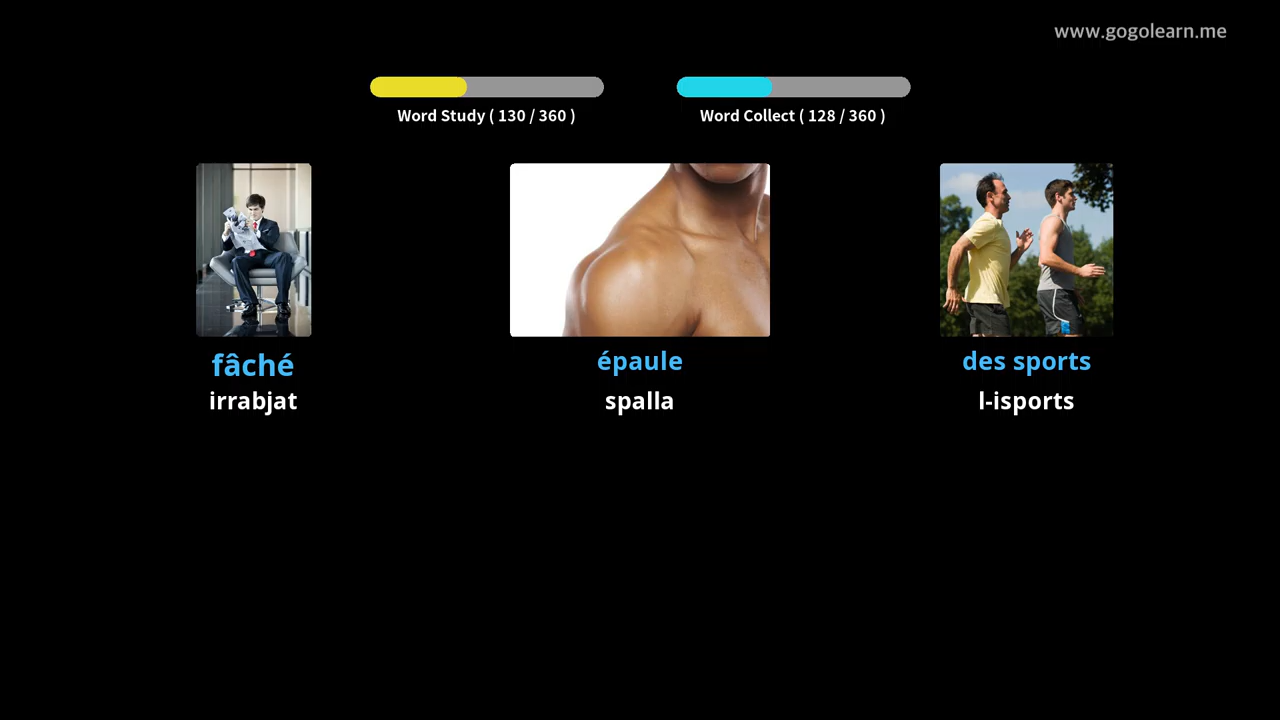 www.gogolearn.me
Word Study ( 130 / 360 )
Word Collect ( 128 / 360 )
fâché
irrabjat
épaule
spalla
des sports
l-isports